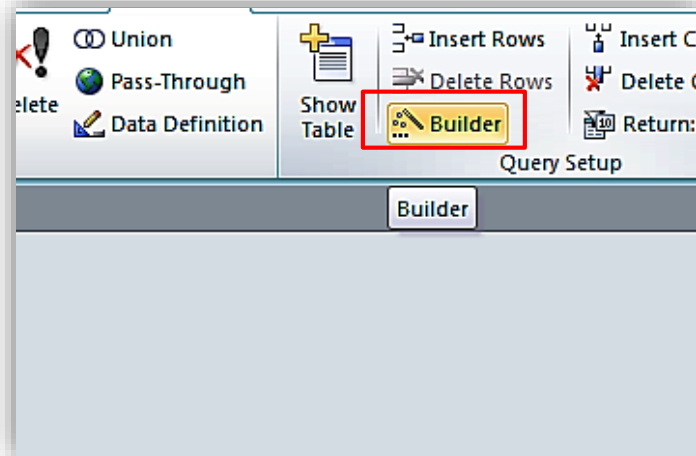 Union
Pass-Through
elete
Data Definition
Show
Table
Insert Rows
Delete Rows
Builder
Insert C
Delete
Return:
Query Setup
Builder